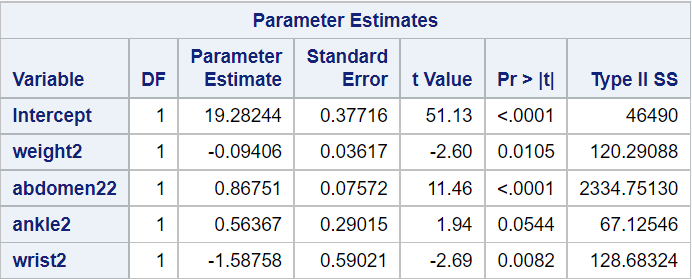 Parameter Estimates
Variable DF Parameter Estimate Standard Error t Value Pr > |t| Type II SS
Intercept 1 19.28244 0.37716 51.13 <.0001 46490
weight2 1 -0.09406 0.03617 -2.60 0.0105 120.29088
abdomen22 1 0.86751 0.07572 11.46 <.0001 2334.75130
ankle2 1 0.56367 0.29015 1.94 0.0544 67.12546
wrist2 1 -1.58758 0.59021 -2.69 0.0082 128.68324